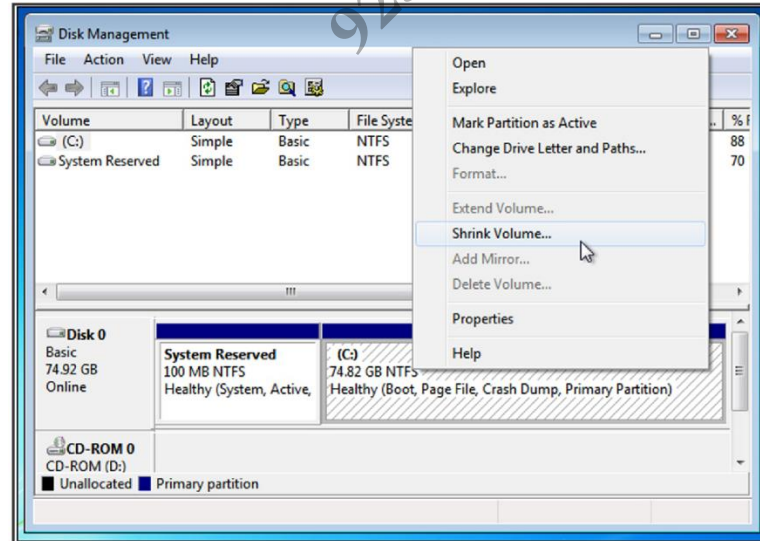 92
Disk Management
File Action View Help
Volume Layout Type File Syste
(C:) Simple Basic NTFS 88
System Reserved Simple Basic NTFS 70
Open
Explore
Mark Partition as Active
Change Drive Letter and Paths...
Format...
Extend Volume...
Shrink Volume...
Add Mirror...
Delete Volume...
Properties
Help
Disk 0
Basic
74.92 GB
Online
System Reserved
100 MB NTFS
Healthy (System, Active,
(C:)
74.82 GB NTFS
Healthy (Boot, Page File, Crash Dump, Primary Partition)
CD-ROM 0
CD-ROM (D:)
Unallocated Primary partition